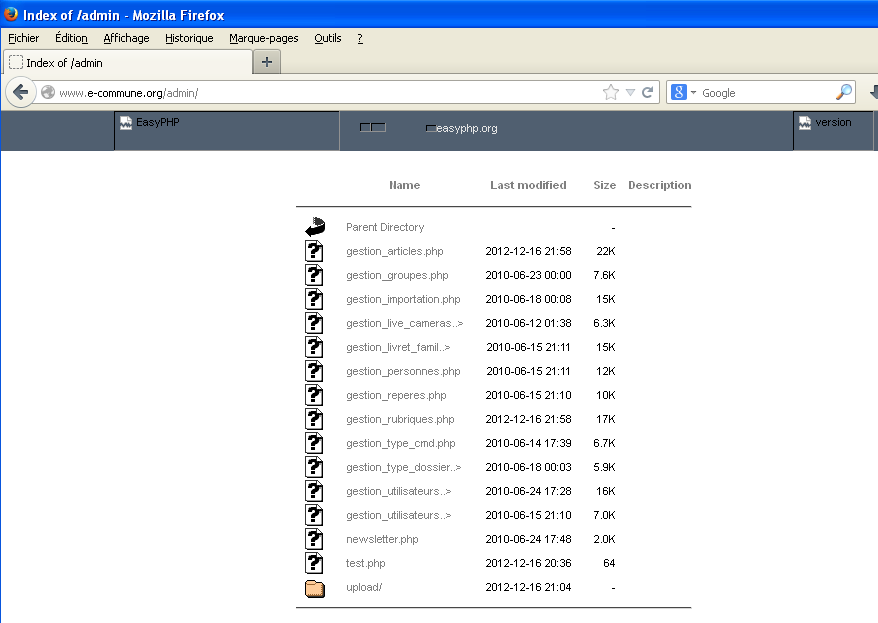 Index of /admin - Mozilla Firefox
Fichier Édition Affichage Historique Marque-pages Outils ?
Index of /admin +
www.e-commune.org/admin/ 8 Google
EasyPHP easyphp.org version
Name Last modified Size Description
Parent Directory -
? gestion_articles.php 2012-12-16 21:58 22K
? gestion_groupes.php 2010-06-23 00:00 7.6K
? gestion_importation.php 2010-06-18 00:08 15K
? gestion_live_cameras..> 2010-06-12 01:38 6.3K
? gestion_livret_famil..> 2010-06-15 21:11 15K
? gestion_personnes.php 2010-06-15 21:11 12K
? gestion_reperes.php 2010-06-15 21:10 10K
? gestion_rubriques.php 2012-12-16 21:58 17K
? gestion_type_cmd.php 2010-06-14 17:39 6.7K
? gestion_type_dossier..> 2010-06-18 00:03 5.9K
? gestion_utilisateurs..> 2010-06-24 17:28 16K
? gestion_utilisateurs..> 2010-06-15 21:10 7.0K
? newsletter.php 2010-06-24 17:48 2.0K
? test.php 2012-12-16 20:36 64
upload/ 2012-12-16 21:04 -